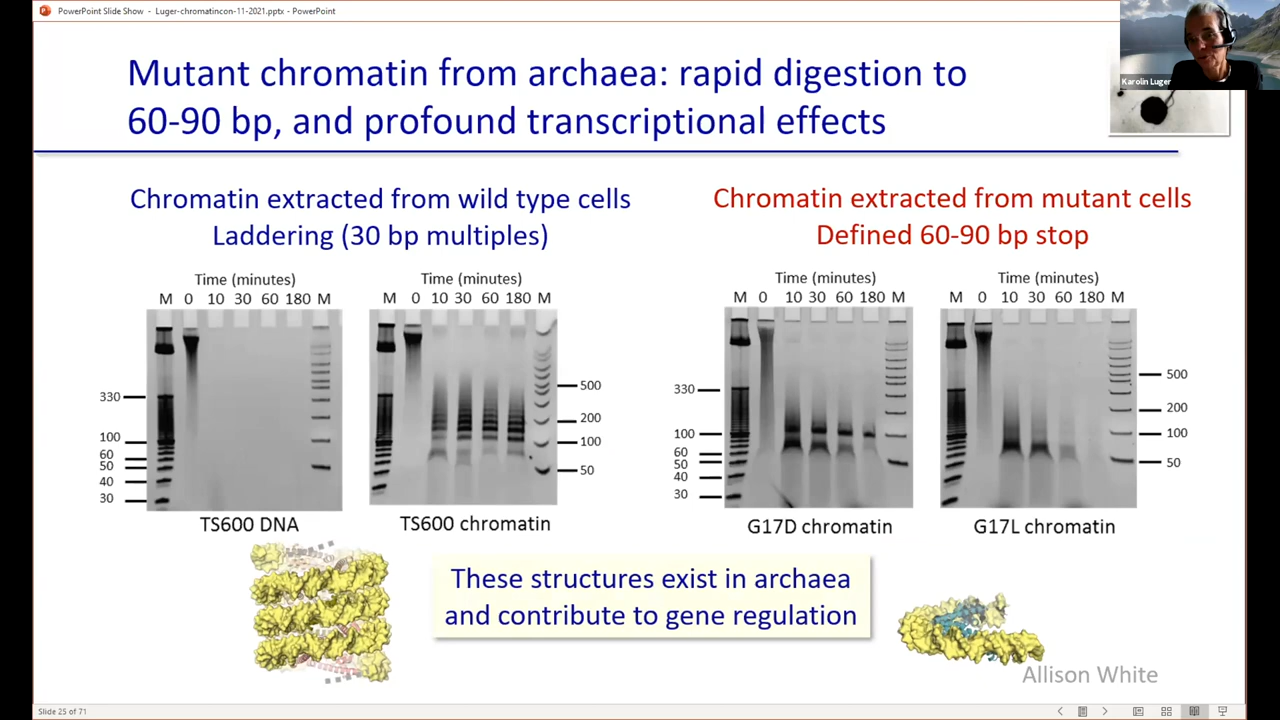 PowerPoint Slide Show - Luger-chromatincon-11-2021.pptx - PowerPoint
Karolin Luger
Mutant chromatin from archaea: rapid digestion to
60-90 bp, and profound transcriptional effects
Chromatin extracted from wild type cells
Laddering (30 bp multiples)
Chromatin extracted from mutant cells
Defined 60-90 bp stop
Time (minutes)
M 0 10 30 60 180 M
330
100
60
50
40
30
TS600 DNA
Time (minutes)
M 0 10 30 60 180 M
500
200
100
50
TS600 chromatin
Time (minutes)
M 0 10 30 60 180 M
330
100
60
50
40
30
G17D chromatin
Time (minutes)
M 0 10 30 60 180 M
500
200
100
50
G17L chromatin
These structures exist in archaea
and contribute to gene regulation
Allison White
Slide 25 of 71